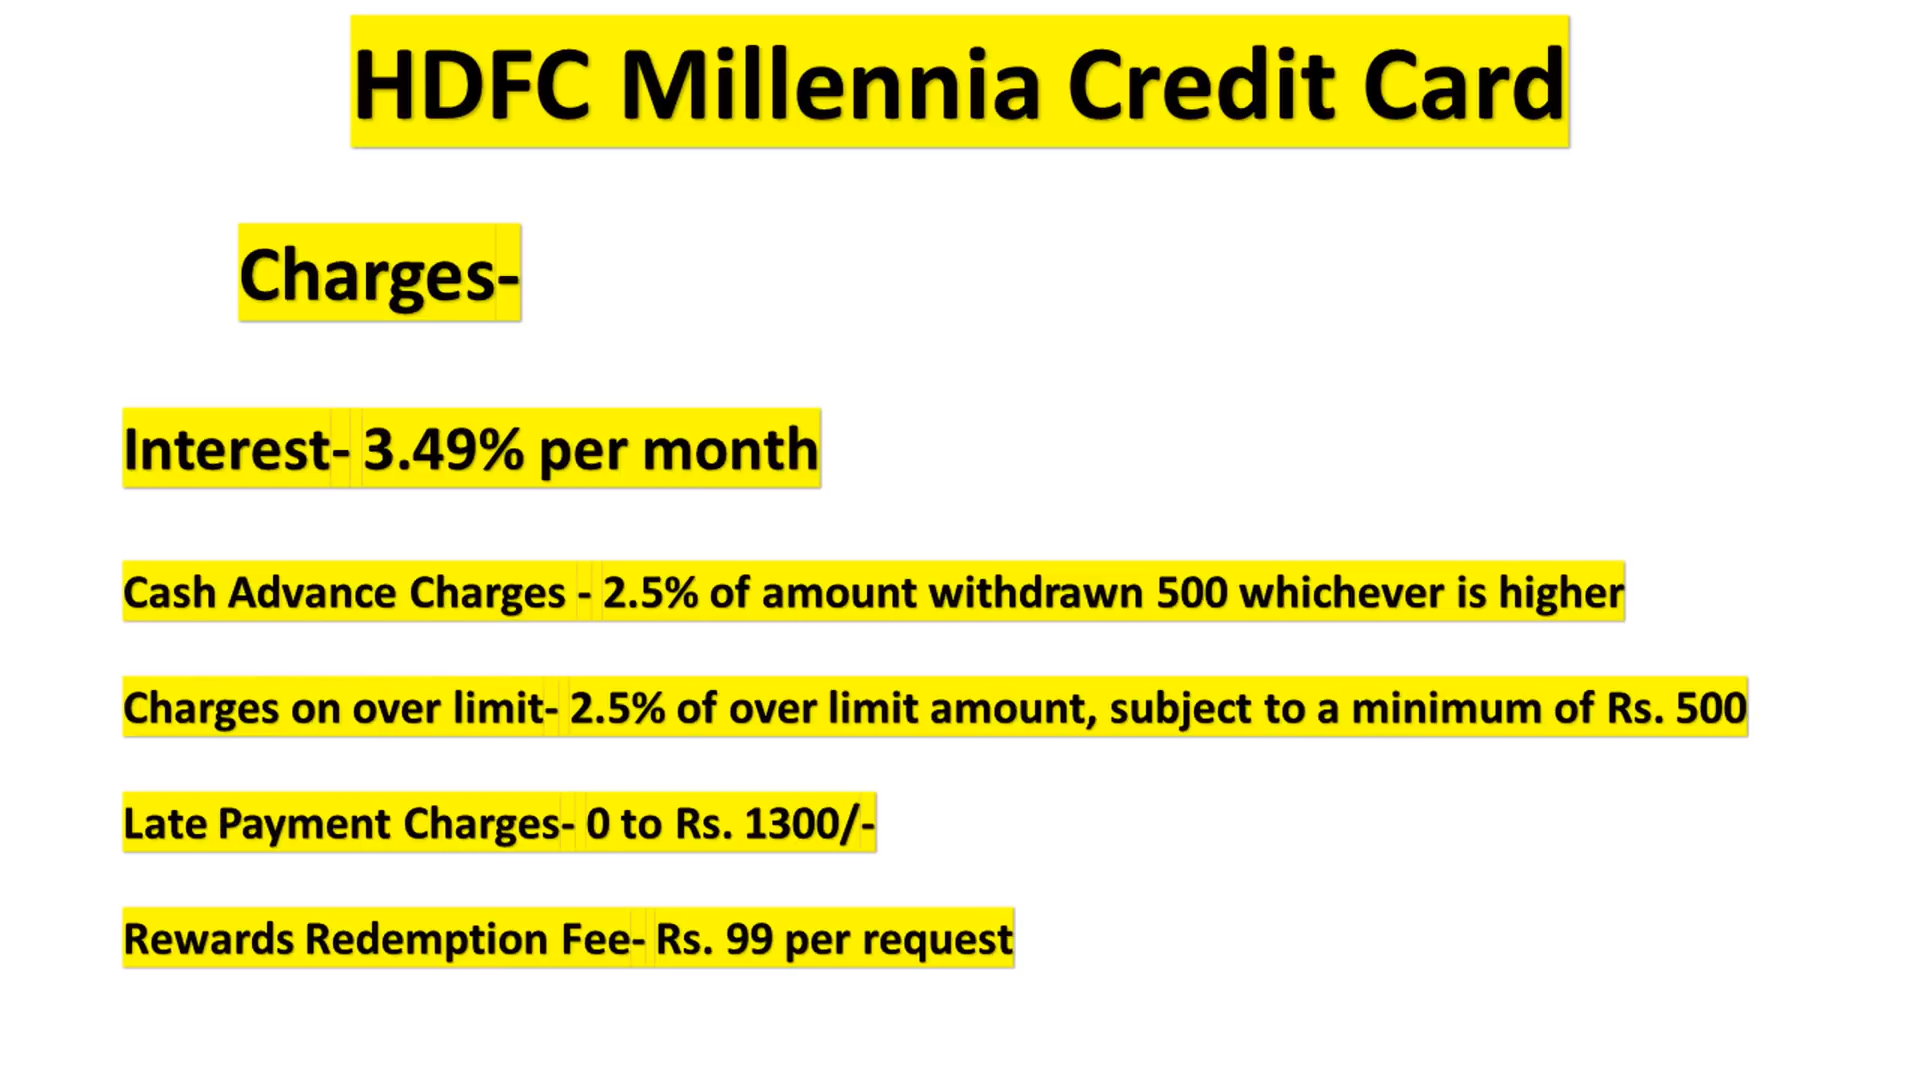 HDFC Millennia Credit Card
Charges-
Interest- 3.49% per month
Cash Advance Charges - 2.5% of amount withdrawn 500 whichever is higher
Charges on over limit- 2.5% of over limit amount, subject to a minimum of Rs. 500
Late Payment Charges- 0 to Rs. 1300/-
Rewards Redemption Fee- Rs. 99 per request